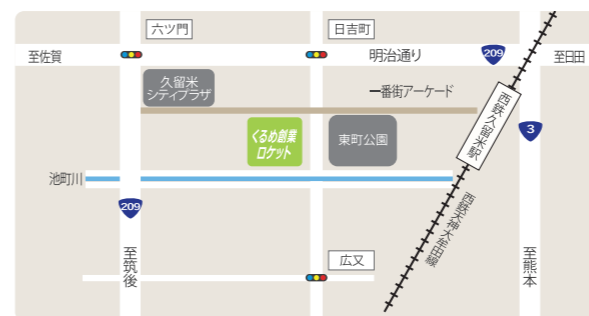 六ツ門
日吉町
至佐賀
明治通り
209
至日田
久留米
シティプラザ
一番街アーケード
西鉄久留米駅
3
くるめ創業
ロケット
東町公園
池町川
209
西鉄天神大牟田線
至筑後
広又
至熊本